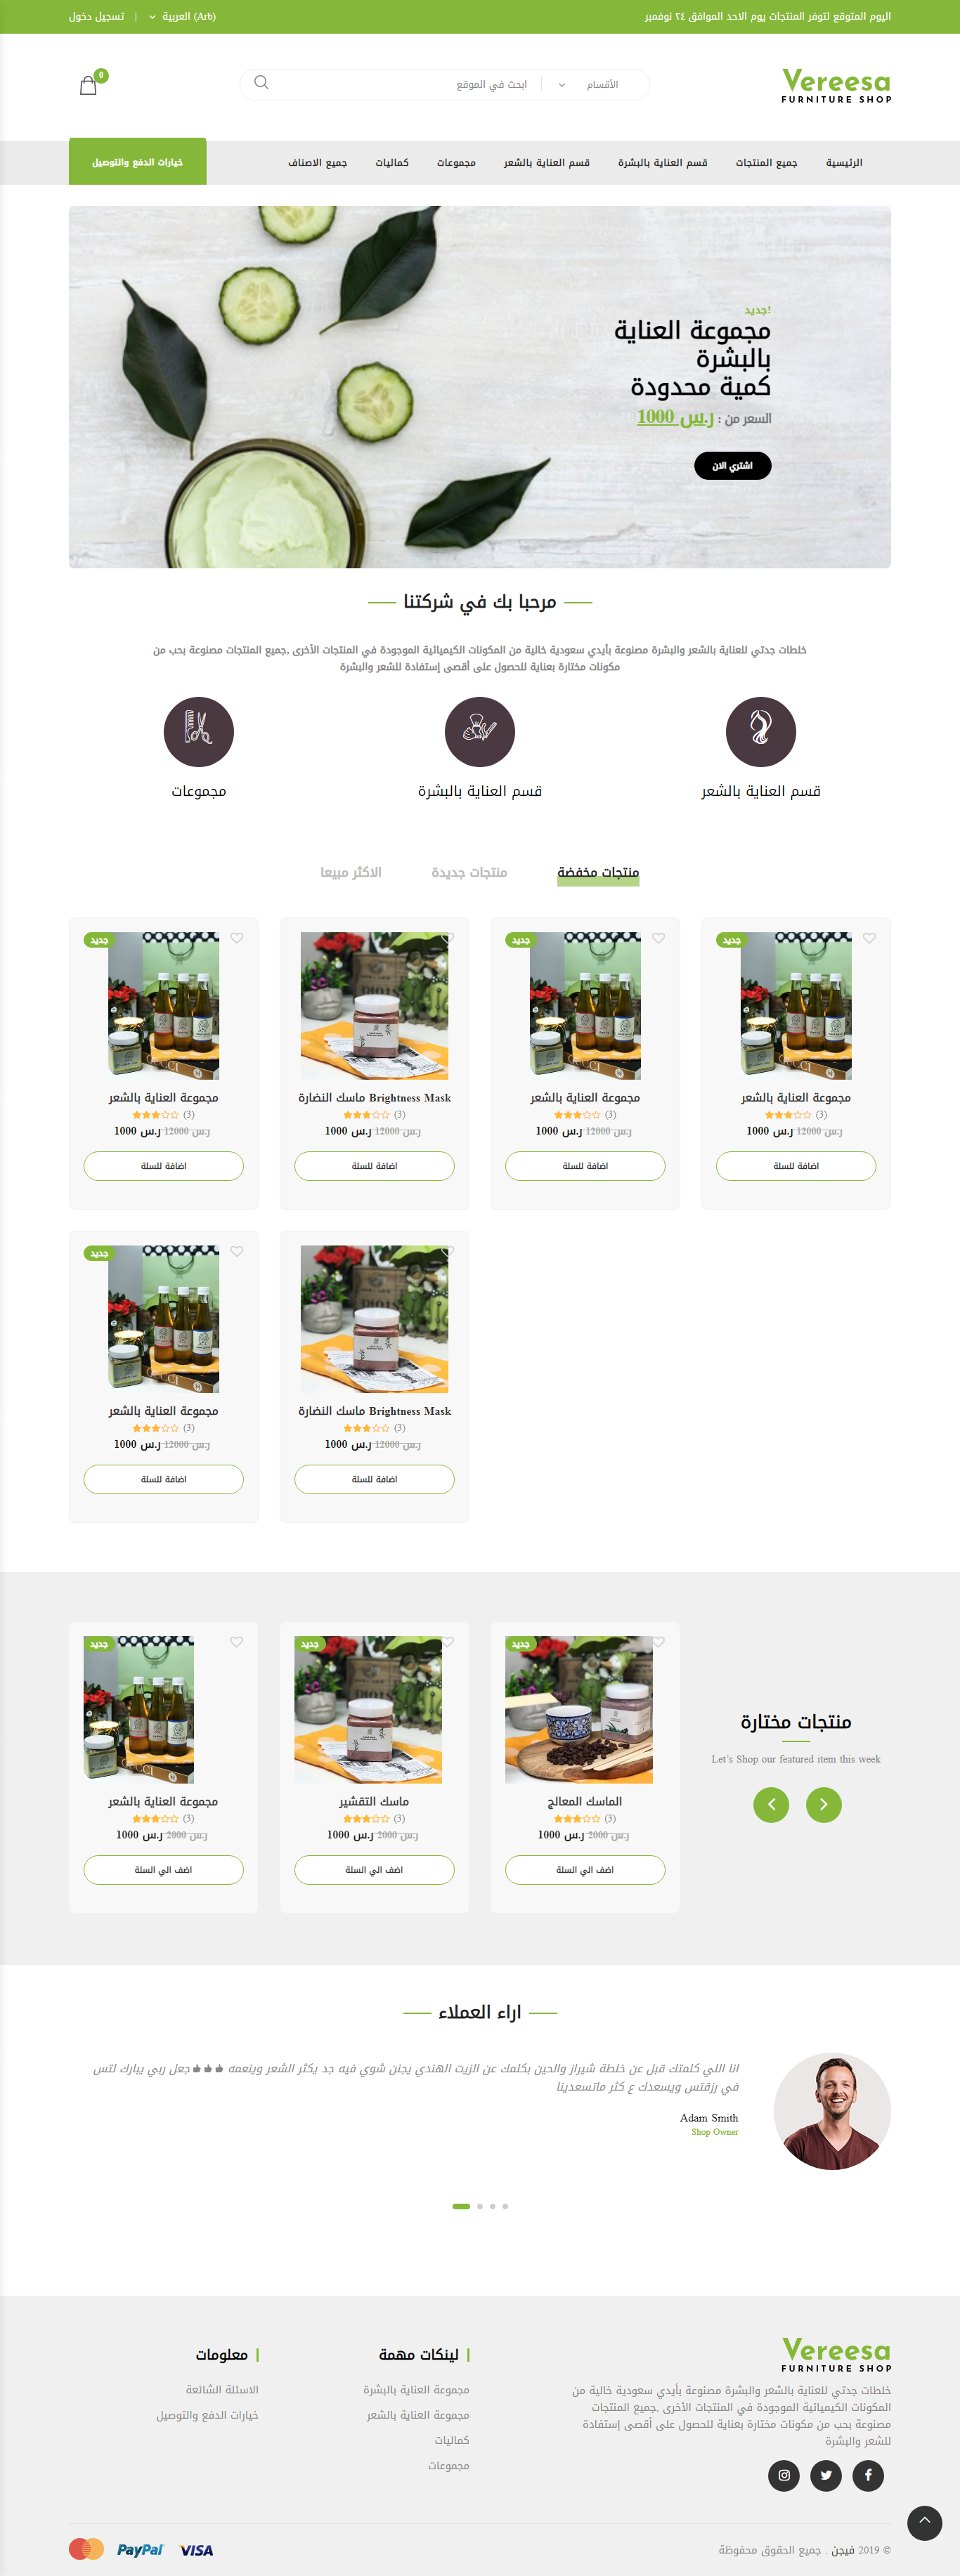 اليوم المتوقع لتوفر المنتجات يوم الاحد الموافق ٢٤ نوفمبر
العربية (Arb) | تسجيل دخول
Vereesa
FURNITURE SHOP
الأقسام
ابحث في الموقع
0
الرئيسية
جميع المنتجات
قسم العناية بالبشرة
قسم العناية بالشعر
مجموعات
كماليات
جميع الاصناف
خيارات الدفع والتوصيل
جديد!
مجموعة العناية
بالبشرة
كمية محدودة
السعر من : ر.س 1000
اشتري الان
مرحبا بك في شركتنا
خلطات جدتي للعناية بالشعر والبشرة مصنوعة بأيدي سعودية خالية من المكونات الكيميائية الموجودة في المنتجات الأخرى ,جميع المنتجات مصنوعة بحب من
مكونات مختارة بعناية للحصول على أقصى إستفادة للشعر والبشرة
قسم العناية بالشعر
قسم العناية بالبشرة
مجموعات
منتجات مخفضة
منتجات جديدة
الاكثر مبيعا
جديد
مجموعة العناية بالشعر
(3)
ر.س 12000 ر.س 1000
اضافة للسلة
جديد
مجموعة العناية بالشعر
(3)
ر.س 12000 ر.س 1000
اضافة للسلة
Brightness Mask ماسك النضارة
(3)
ر.س 12000 ر.س 1000
اضافة للسلة
جديد
مجموعة العناية بالشعر
(3)
ر.س 12000 ر.س 1000
اضافة للسلة
Brightness Mask ماسك النضارة
(3)
ر.س 12000 ر.س 1000
اضافة للسلة
جديد
مجموعة العناية بالشعر
(3)
ر.س 12000 ر.س 1000
اضافة للسلة
منتجات مختارة
Let's Shop our featured item this week
جديد
الماسك المعالج
(3)
ر.س 2000 ر.س 1000
اضف الي السلة
جديد
ماسك التقشير
(3)
ر.س 2000 ر.س 1000
اضف الي السلة
جديد
مجموعة العناية بالشعر
(3)
ر.س 2000 ر.س 1000
اضف الي السلة
اراء العملاء
انا اللي كلمتك قبل عن خلطة شيراز والحين بكلمك عن الزيت الهندي يجنن شوي فيه جد يكثر الشعر وينعمه 👍👍👍 جعل ربي يبارك لتس
في رزقتس ويسعدك ع كثر ماتسعدينا
Adam Smith
Shop Owner
Vereesa
FURNITURE SHOP
خلطات جدتي للعناية بالشعر والبشرة مصنوعة بأيدي سعودية خالية من
المكونات الكيميائية الموجودة في المنتجات الأخرى ,جميع المنتجات
مصنوعة بحب من مكونات مختارة بعناية للحصول على أقصى إستفادة
للشعر والبشرة
لينكات مهمة
مجموعة العناية بالبشرة
مجموعة العناية بالشعر
كماليات
مجموعات
معلومات
الاسئلة الشائعة
خيارات الدفع والتوصيل
© 2019 فيجن . جميع الحقوق محفوظة
VISA
PayPal